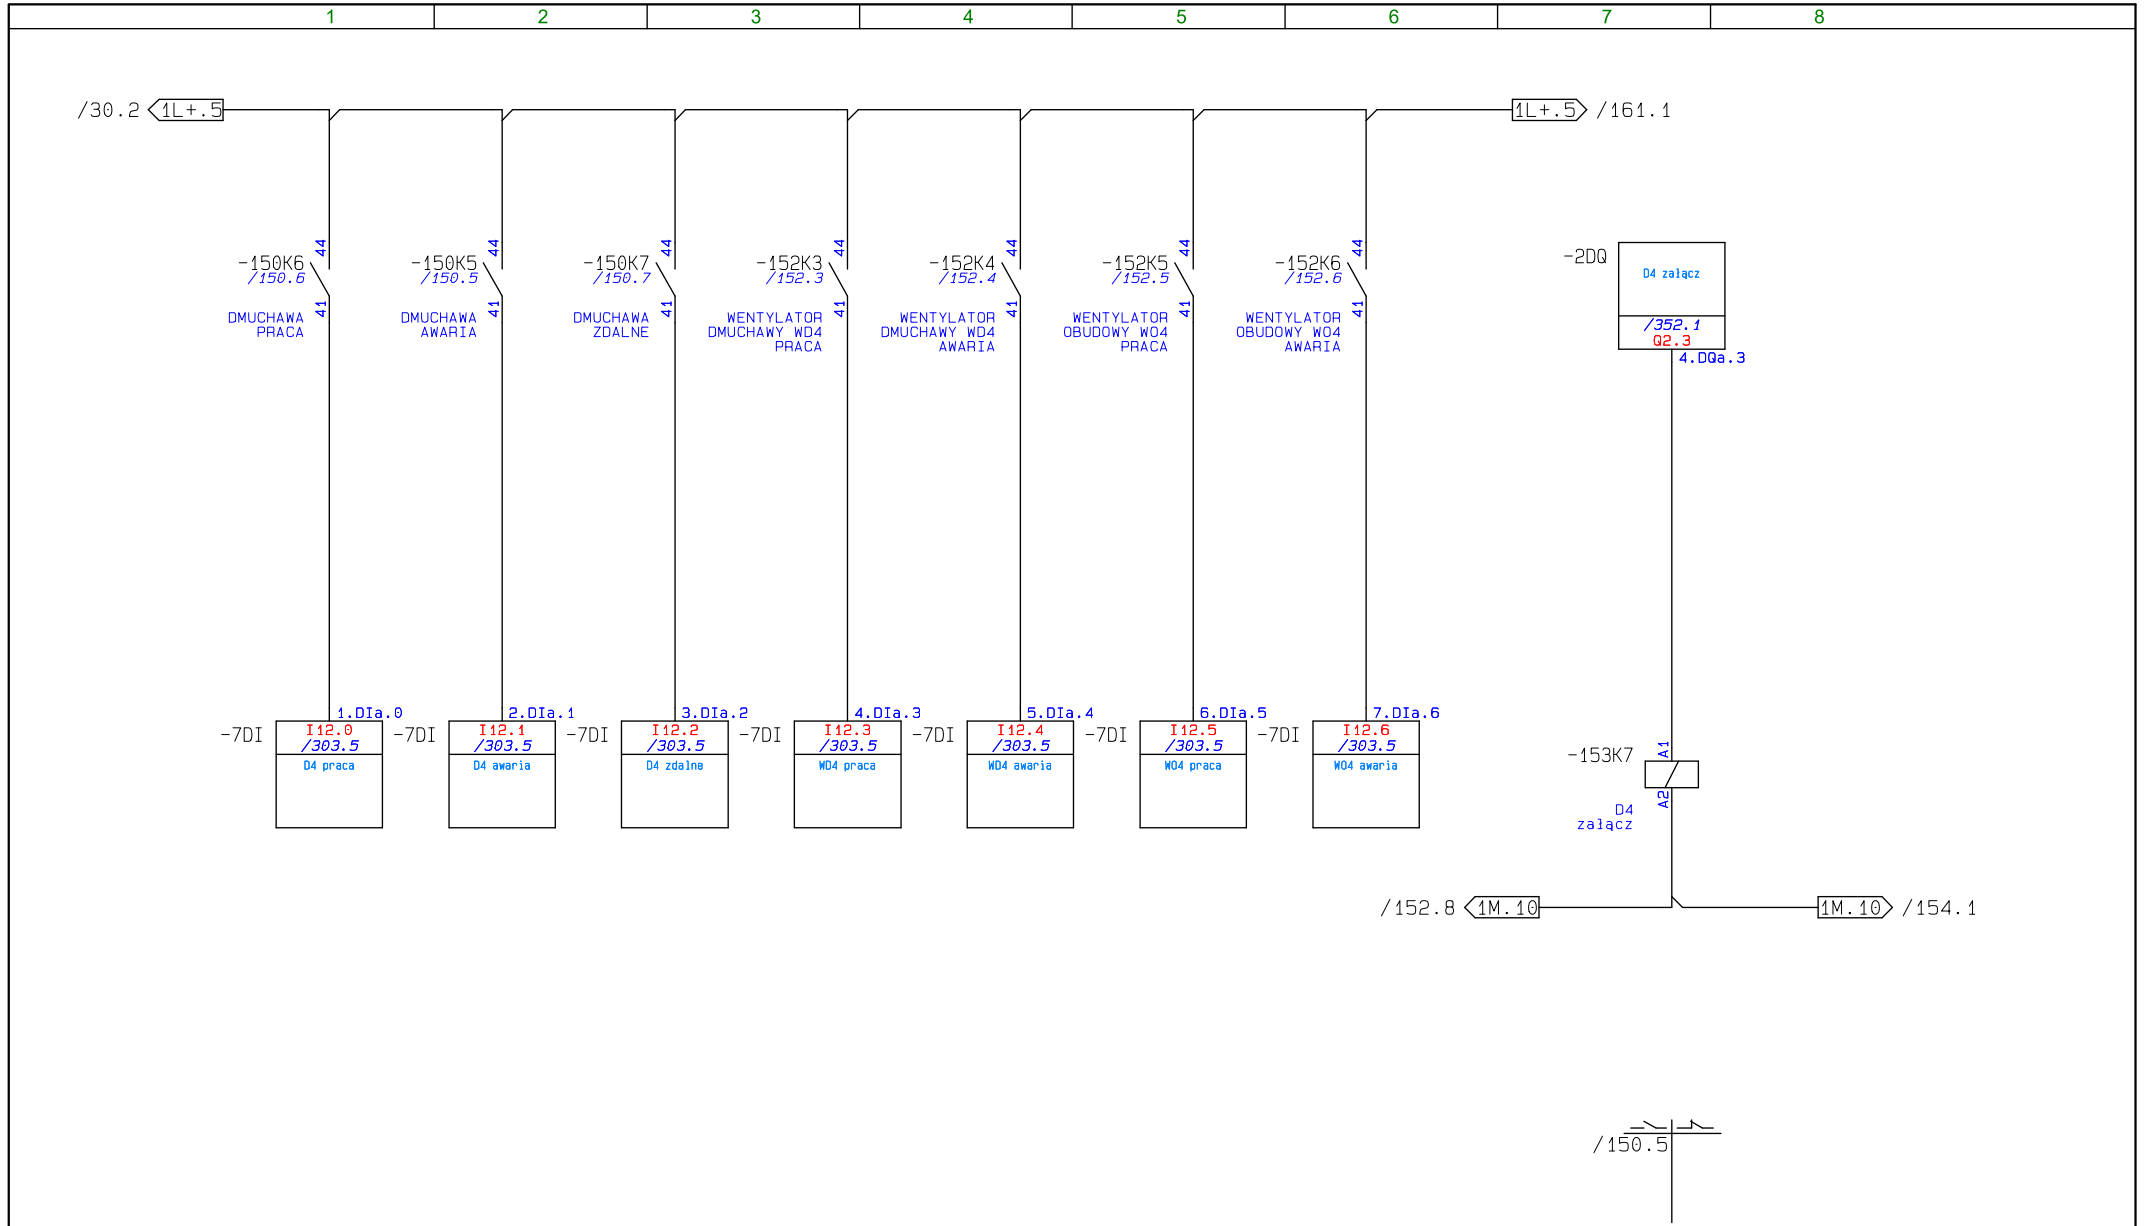 1 2 3 4 5 6 7 8
/30.2 1L+.5 1L+.5 /161.1
44 44 44 44 44 44 44
-150K6 -150K5 -150K7 -152K3 -152K4 -152K5 -152K6 -2DQ
/150.6 /150.5 /150.7 /152.3 /152.4 /152.5 /152.6
D4 załącz
41 41 41 41 41 41 41
DMUCHAWA
PRACA
DMUCHAWA
AWARIA
DMUCHAWA
ZDALNE
WENTYLATOR
DMUCHAWY WD4
PRACA
WENTYLATOR
DMUCHAWY WD4
AWARIA
WENTYLATOR
OBUDOWY WO4
PRACA
WENTYLATOR
OBUDOWY WO4
AWARIA
/352.1
Q2.3
4.DQa.3
1.DIa.0 2.DIa.1 3.DIa.2 4.DIa.3 5.DIa.4 6.DIa.5 7.DIa.6
-7DI I12.0 -7DI I12.1 -7DI I12.2 -7DI I12.3 -7DI I12.4 -7DI I12.5 -7DI I12.6
/303.5 /303.5 /303.5 /303.5 /303.5 /303.5 /303.5
D4 praca D4 awaria D4 zdalne WD4 praca WD4 awaria WO4 praca WO4 awaria
A1
-153K7
A2
D4
załącz
/152.8 1M.10 1M.10 /154.1
/150.5